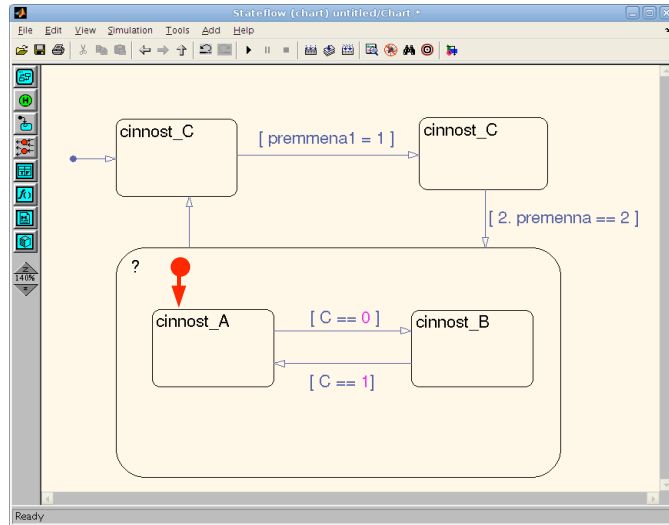 Stateflow (chart) untitled/Chart *
File Edit View Simulation Tools Add Help
cinnost_C
[ premmena1 = 1 ]
cinnost_C
[ 2. premenna == 2 ]
?
cinnost_A
[ C == 0 ]
cinnost_B
[ C == 1]
140%
Ready